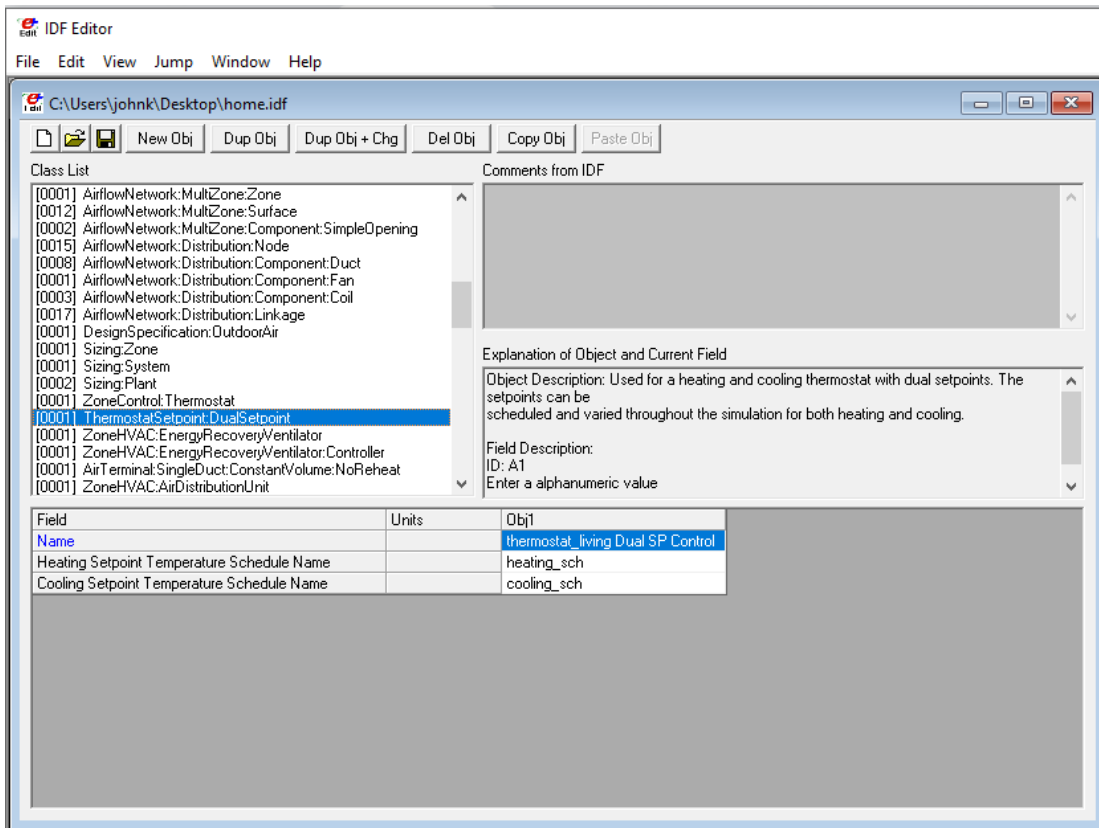 IDF Editor
File Edit View Jump Window Help
C:\Users\johnk\Desktop\home.idf
New Obj Dup Obj Dup Obj + Chg Del Obj Copy Obj Paste Obj
Class List
[0001] AirflowNetwork:MultiZone:Zone
[0012] AirflowNetwork:MultiZone:Surface
[0002] AirflowNetwork:MultiZone:Component:SimpleOpening
[0015] AirflowNetwork:Distribution:Node
[0008] AirflowNetwork:Distribution:Component:Duct
[0001] AirflowNetwork:Distribution:Component:Fan
[0003] AirflowNetwork:Distribution:Component:Coil
[0017] AirflowNetwork:Distribution:Linkage
[0001] DesignSpecification:OutdoorAir
[0001] Sizing:Zone
[0001] Sizing:System
[0002] Sizing:Plant
[0001] ZoneControl:Thermostat
[0001] ThermostatSetpoint:DualSetpoint
[0001] ZoneHVAC:EnergyRecoveryVentilator
[0001] ZoneHVAC:EnergyRecoveryVentilator:Controller
[0001] AirTerminal:SingleDuct:ConstantVolume:NoReheat
[0001] ZoneHVAC:AirDistributionUnit
Comments from IDF
Explanation of Object and Current Field
Object Description: Used for a heating and cooling thermostat with dual setpoints. The
setpoints can be
scheduled and varied throughout the simulation for both heating and cooling.
Field Description:
ID: A1
Enter a alphanumeric value
Field Units Obj1
Name thermostat_living Dual SP Control
Heating Setpoint Temperature Schedule Name heating_sch
Cooling Setpoint Temperature Schedule Name cooling_sch